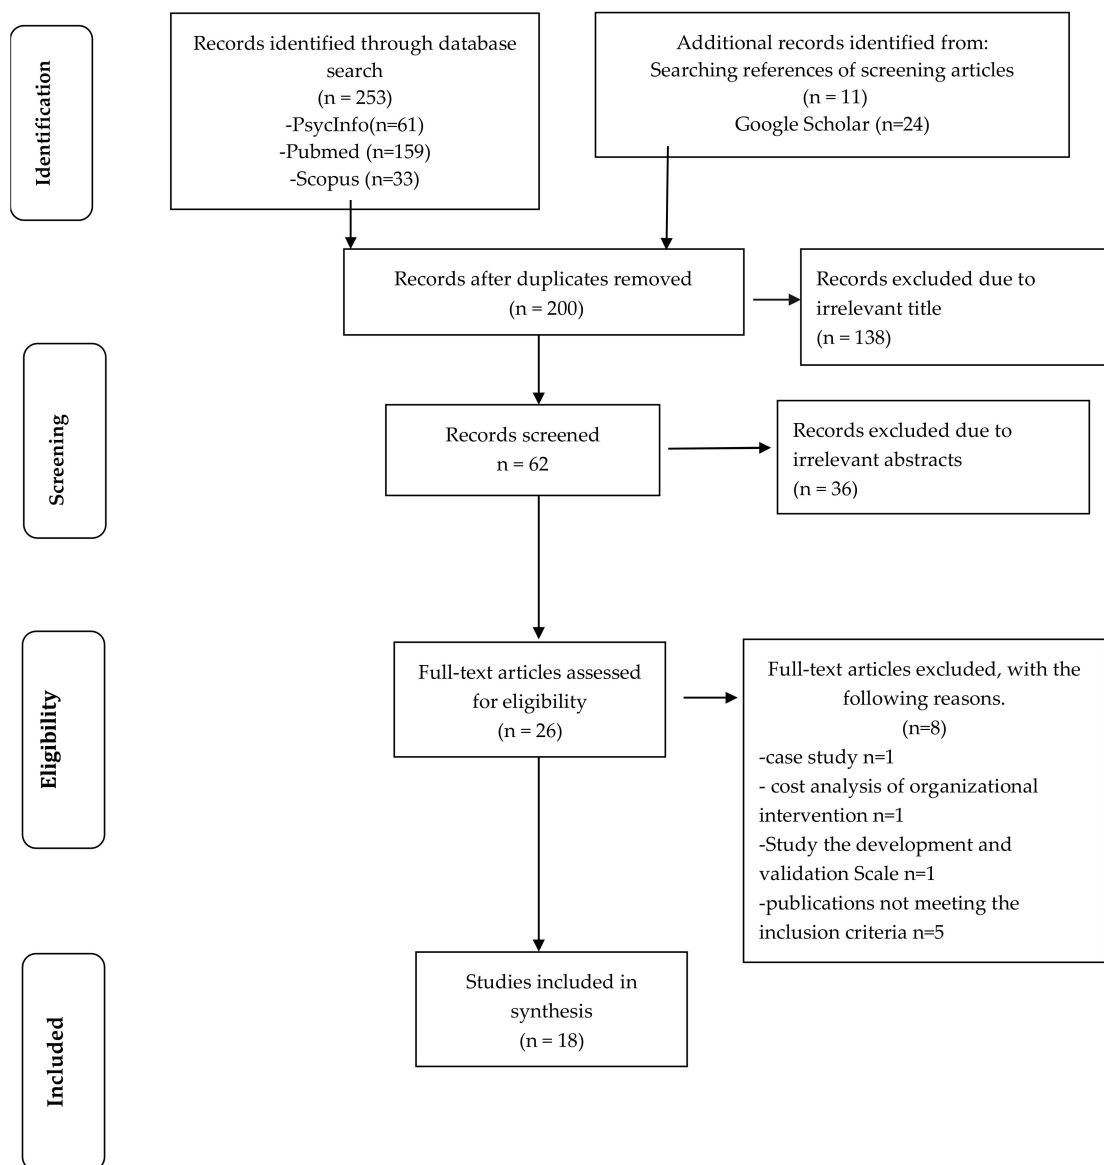 Identification
Records identified through database
search
(n = 253)
-PsycInfo(n=61)
-Pubmed (n=159)
-Scopus (n=33)
Additional records identified from:
Searching references of screening articles
(n = 11)
Google Scholar (n=24)
Records after duplicates removed
(n = 200)
Records excluded due to
irrelevant title
(n = 138)
Screening
Records screened
n = 62
Records excluded due to
irrelevant abstracts
(n = 36)
Eligibility
Full-text articles assessed
for eligibility
(n = 26)
Full-text articles excluded, with the
following reasons.
(n=8)
-case study n=1
- cost analysis of organizational
intervention n=1
-Study the development and
validation Scale n=1
-publications not meeting the
inclusion criteria n=5
Included
Studies included in
synthesis
(n = 18)